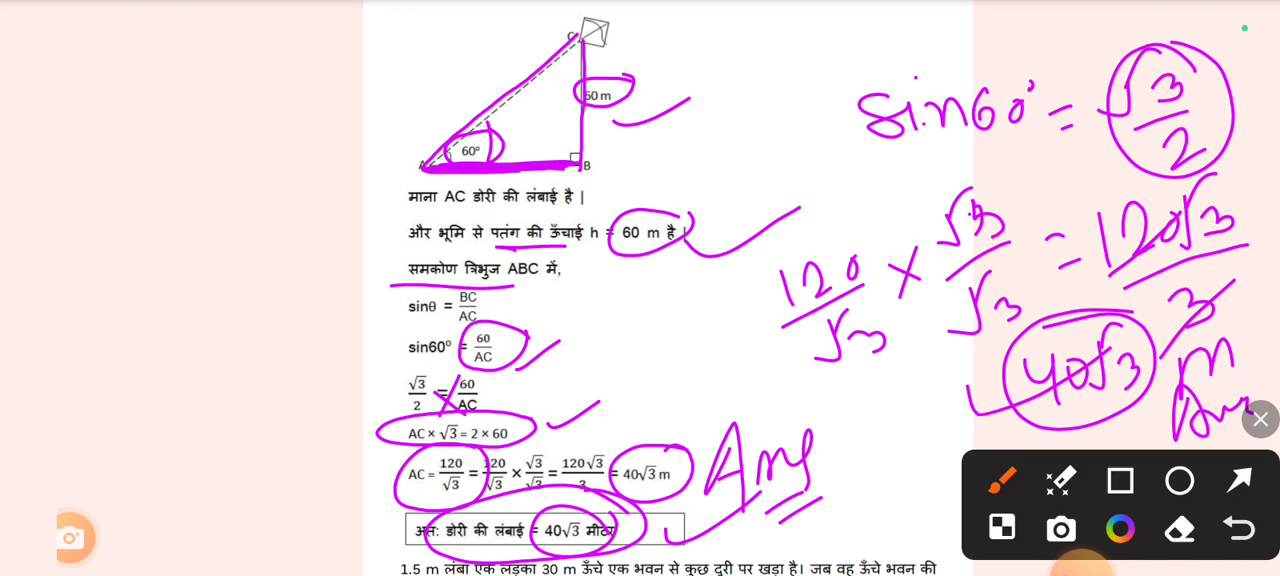 C
60 m
60°
A
B
माना AC डोरी की लंबाई है |
और भूमि से पतंग की ऊँचाई h = 60 m है |
समकोण त्रिभुज ABC में,
sinθ = BC/AC
sin60° = 60/AC
√3/2 = 60/AC
AC × √3 = 2 × 60
AC = 120/√3 = 120/√3 × √3/√3 = 120√3/3 = 40√3 m
अत: डोरी की लंबाई = 40√3 मीटर
1.5 m लंबा एक लड़का 30 m ऊँचे एक भवन से कुछ दूरी पर खड़ा है। जब वह ऊँचे भवन की
Sin60° = √3/2
120/√3 × √3/√3 = 120√3/3
40√3 m
Ans
Ans